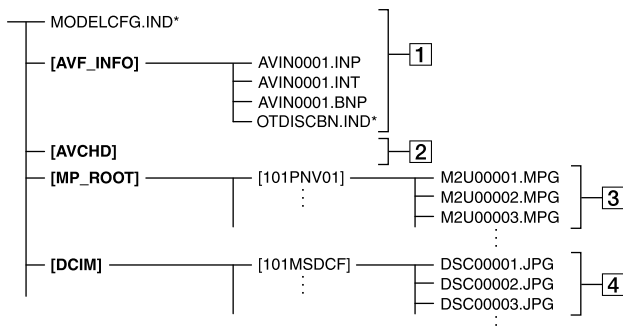 MODELCFG.IND*
[AVF_INFO] AVIN0001.INP
AVIN0001.INT
1
AVIN0001.BNP
OTDISCBN.IND*
[AVCHD] 2
[MP_ROOT] [101PNV01] M2U00001.MPG
M2U00002.MPG 3
M2U00003.MPG
[DCIM] [101MSDCF] DSC00001.JPG
DSC00002.JPG 4
DSC00003.JPG